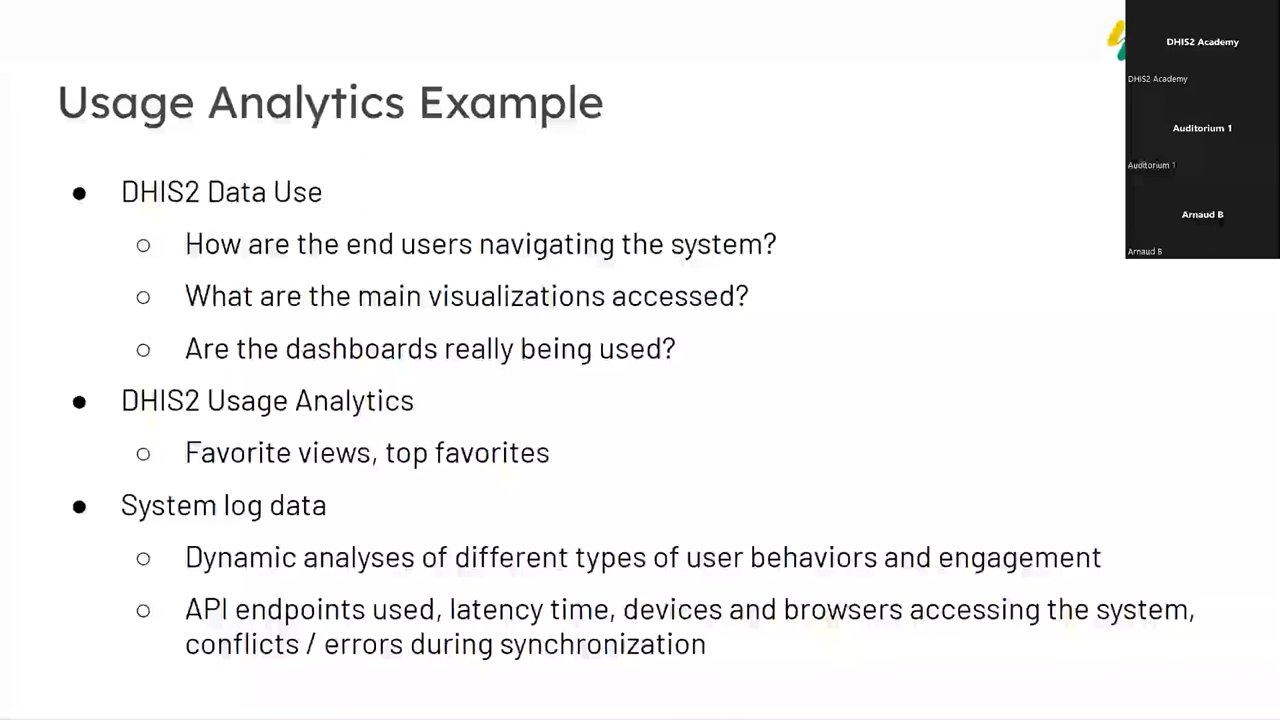 Usage Analytics Example
● DHIS2 Data Use
○ How are the end users navigating the system?
○ What are the main visualizations accessed?
○ Are the dashboards really being used?
● DHIS2 Usage Analytics
○ Favorite views, top favorites
● System log data
○ Dynamic analyses of different types of user behaviors and engagement
○ API endpoints used, latency time, devices and browsers accessing the system,
conflicts / errors during synchronization
DHIS2 Academy
DHIS2 Academy
Auditorium 1
Auditorium 1
Arnaud B
Arnaud B